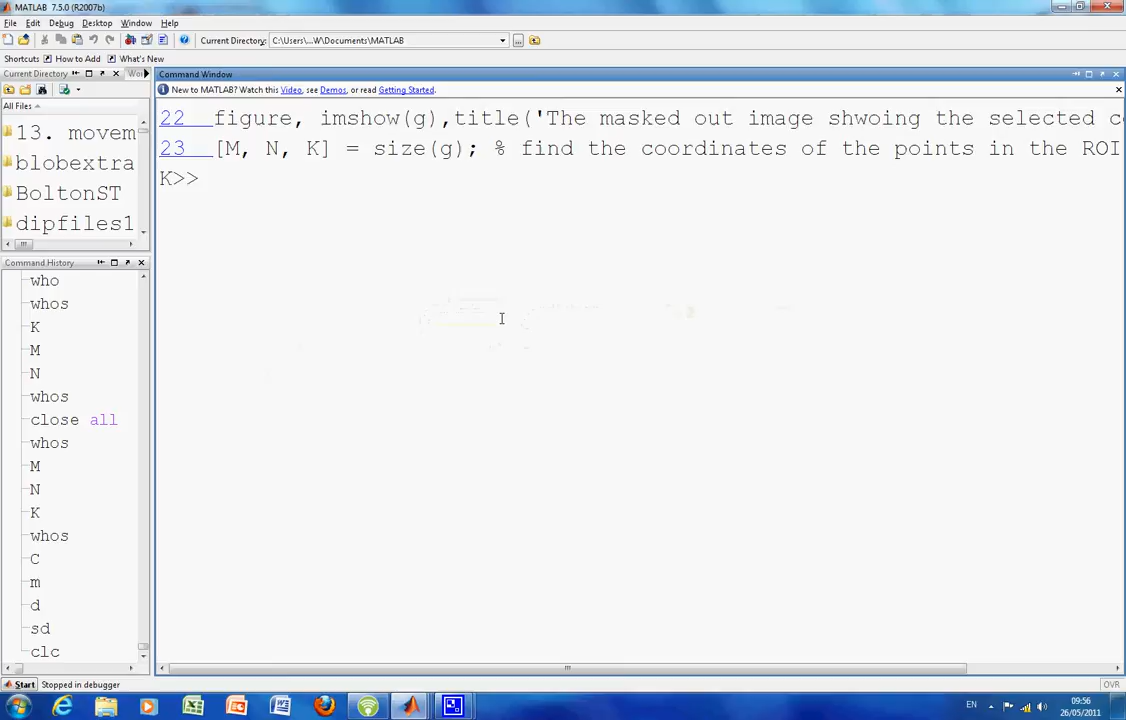 MATLAB 7.5.0 (R2007b)
File Edit Debug Desktop Window Help
Current Directory: C:\Users\...W\Documents\MATLAB
Shortcuts How to Add What's New
Current Directory
Command Window
New to MATLAB? Watch this Video, see Demos, or read Getting Started.
All Files
13. movem
blobextra
BoltonST
dipfiles1
22 figure, imshow(g),title('The masked out image shwoing the selected c
23 [M, N, K] = size(g); % find the coordinates of the points in the ROI
K>>
Command History
who
whos
K
M
N
whos
close all
whos
M
N
K
whos
C
m
d
sd
clc
Start Stopped in debugger
OVR
EN
09:56
26/05/2011